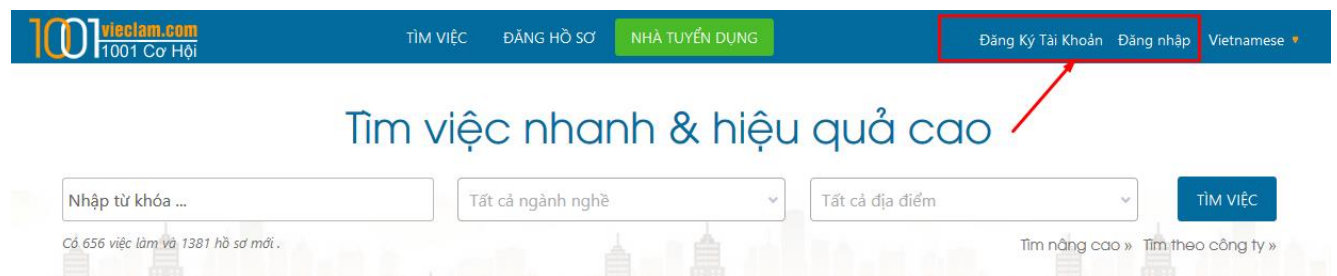 1001 vieclam.com
1001 Cơ Hội
TÌM VIỆC ĐĂNG HỒ SƠ NHÀ TUYỂN DỤNG Đăng Ký Tài Khoản Đăng nhập Vietnamese
Tìm việc nhanh & hiệu quả cao
Nhập từ khóa ... Tất cả ngành nghề Tất cả địa điểm TÌM VIỆC
Có 656 việc làm và 1381 hồ sơ mới . Tìm nâng cao » Tìm theo công ty »